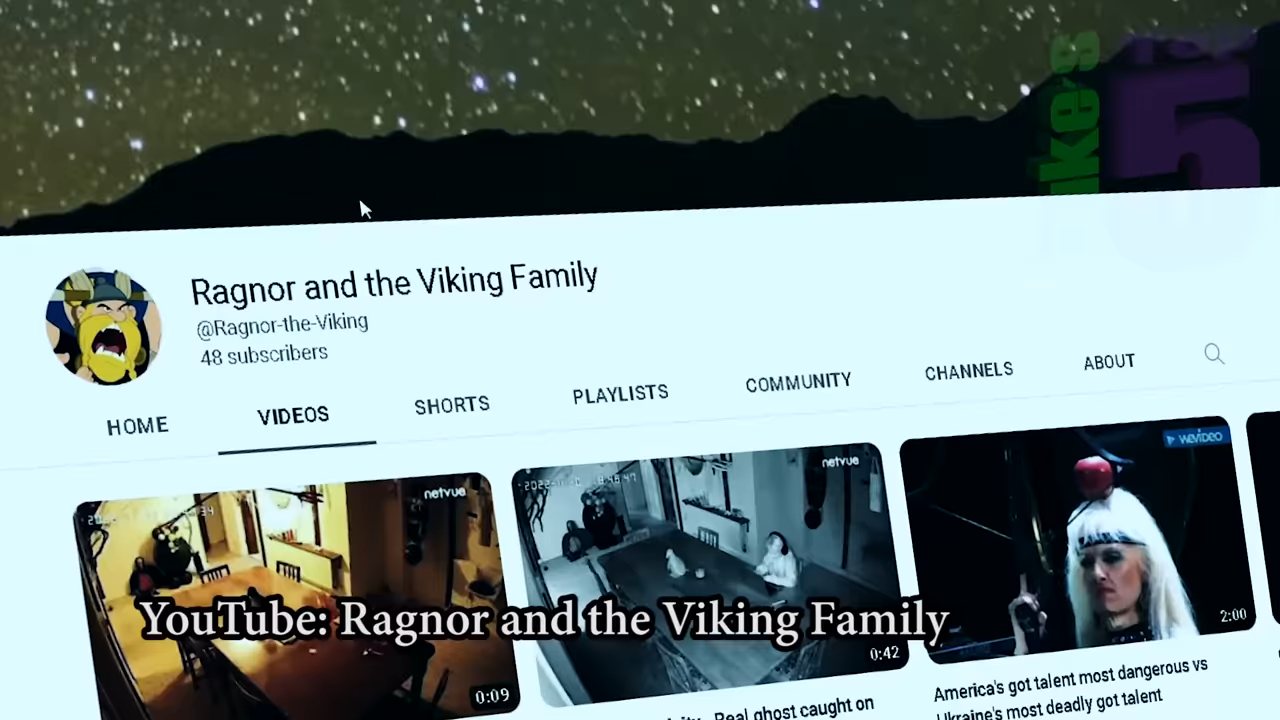 Ragnor and the Viking Family
@Ragnor-the-Viking
48 subscribers
HOME
VIDEOS
SHORTS
PLAYLISTS
COMMUNITY
CHANNELS
ABOUT
netvue
0:09
netvue
0:42
Real ghost caught on
WEVIDEO
2:00
America's got talent most dangerous vs
Ukraine's most deadly got talent
YouTube: Ragnor and the Viking Family
5